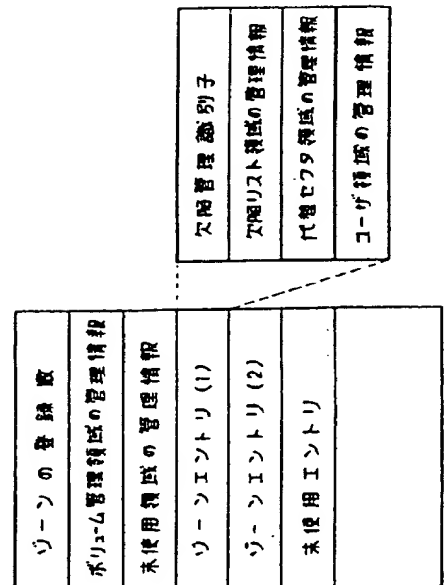 ゾーンの登録数
ボリューム管理領域の管理情報
未使用領域の管理情報
ゾーンエントリ(1)
ゾーンエントリ(2)
未使用エントリ
欠陥管理識別子
欠陥リスト領域の管理情報
代替セクタ領域の管理情報
ユーザ領域の管理情報